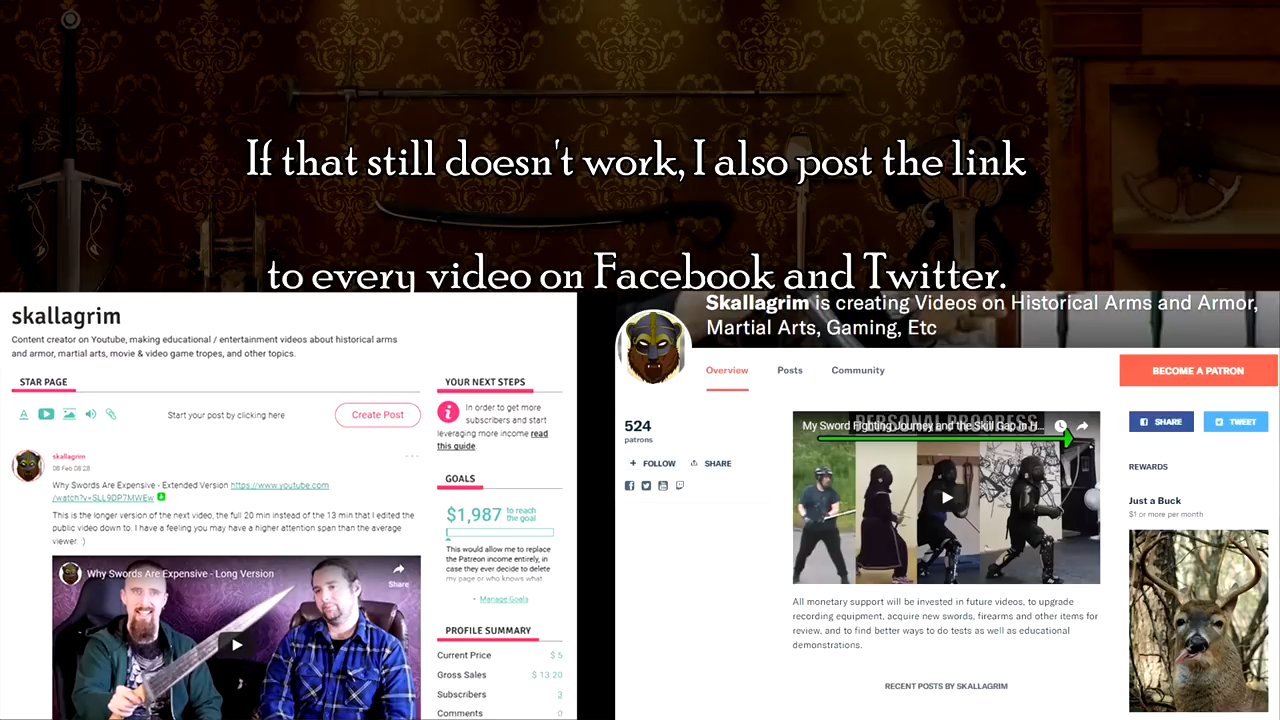 If that still doesn't work, I also post the link
to every video on Facebook and Twitter.
skallagrim
Content creator on Youtube, making educational / entertainment videos about historical arms
and armor, martial arts, movie & video game tropes, and other topics.
STAR PAGE
Start your post by clicking here
Create Post
skallagrim
08 Feb 08:28
Why Swords Are Expensive - Extended Version https://www.youtube.com
/watch?v=SLL9DP7MWEw
This is the longer version of the next video, the full 20 min instead of the 13 min that I edited the
public video down to. I have a feeling you may have a higher attention span than the average
viewer. :)
Why Swords Are Expensive - Long Version
Share
YOUR NEXT STEPS
In order to get more
subscribers and start
leveraging more income read
this guide.
GOALS
$1,987 to reach
the goal
This would allow me to replace
the Patreon income entirely, in
case they ever decide to delete
my page or who knows what.
+ Manage Goals
PROFILE SUMMARY
Current Price $ 5
Gross Sales $ 13.20
Subscribers 3
Comments 0
Skallagrim is creating Videos on Historical Arms and Armor,
Martial Arts, Gaming, Etc
Overview Posts Community
BECOME A PATRON
524
patrons
+ FOLLOW SHARE
PERSONAL PROGRESS
My Sword Fighting Journey and the Skill Gap in H...
All monetary support will be invested in future videos, to upgrade
recording equipment, acquire new swords, firearms and other items for
review, and to find better ways to do tests as well as educational
demonstrations.
RECENT POSTS BY SKALLAGRIM
SHARE TWEET
REWARDS
Just a Buck
$1 or more per month